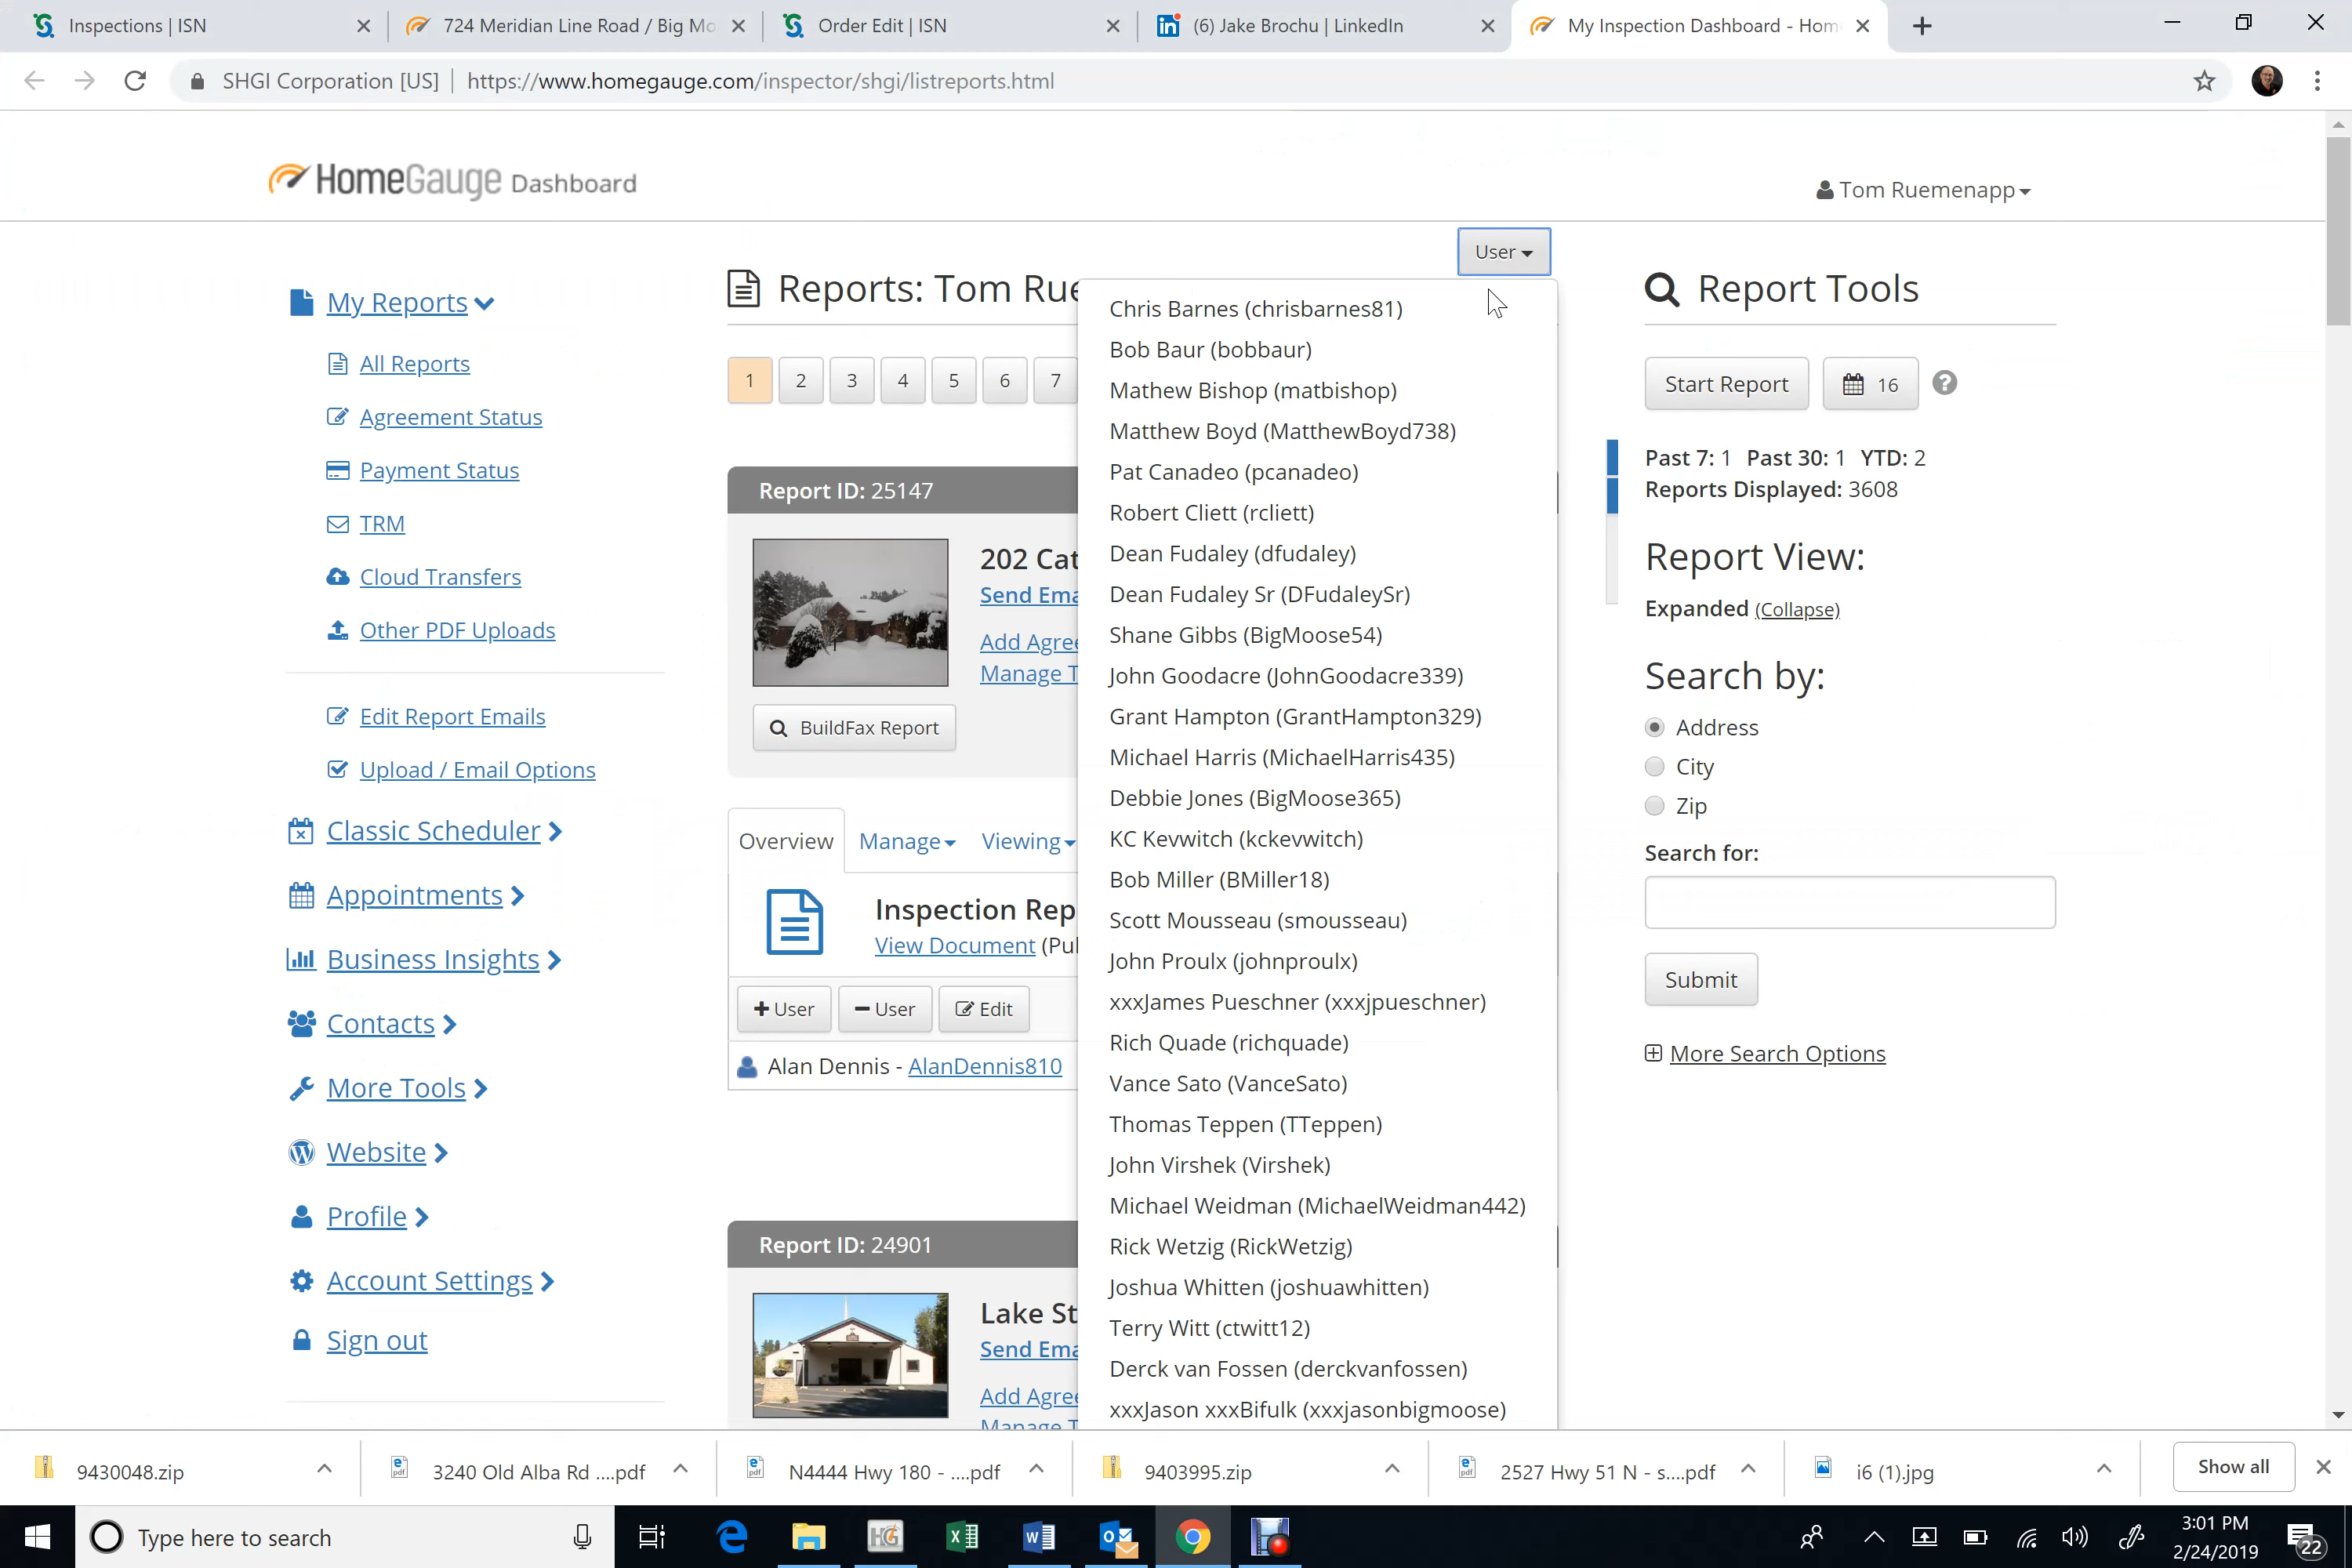 Inspections | ISN
724 Meridian Line Road / Big Mo
Order Edit | ISN
(6) Jake Brochu | LinkedIn
My Inspection Dashboard - Hom
SHGI Corporation [US] | https://www.homegauge.com/inspector/shgi/listreports.html
HomeGauge Dashboard
Tom Ruemenapp
My Reports
All Reports
Agreement Status
Payment Status
TRM
Cloud Transfers
Other PDF Uploads
Edit Report Emails
Upload / Email Options
Classic Scheduler
Appointments
Business Insights
Contacts
More Tools
Website
Profile
Account Settings
Sign out
Reports: Tom Rue
1 2 3 4 5 6 7
Report ID: 25147
202 Cat
Send Ema
Add Agre
Manage T
BuildFax Report
Overview Manage Viewing
Inspection Rep
View Document (Pul
+ User − User Edit
Alan Dennis - AlanDennis810
Report ID: 24901
Lake St
Send Ema
Add Agre
Manage T
User
Chris Barnes (chrisbarnes81)
Bob Baur (bobbaur)
Mathew Bishop (matbishop)
Matthew Boyd (MatthewBoyd738)
Pat Canadeo (pcanadeo)
Robert Cliett (rcliett)
Dean Fudaley (dfudaley)
Dean Fudaley Sr (DFudaleySr)
Shane Gibbs (BigMoose54)
John Goodacre (JohnGoodacre339)
Grant Hampton (GrantHampton329)
Michael Harris (MichaelHarris435)
Debbie Jones (BigMoose365)
KC Kevwitch (kckevwitch)
Bob Miller (BMiller18)
Scott Mousseau (smousseau)
John Proulx (johnproulx)
xxxJames Pueschner (xxxjpueschner)
Rich Quade (richquade)
Vance Sato (VanceSato)
Thomas Teppen (TTeppen)
John Virshek (Virshek)
Michael Weidman (MichaelWeidman442)
Rick Wetzig (RickWetzig)
Joshua Whitten (joshuawhitten)
Terry Witt (ctwitt12)
Derck van Fossen (derckvanfossen)
xxxJason xxxBifulk (xxxjasonbigmoose)
Report Tools
Start Report 16
Past 7: 1 Past 30: 1 YTD: 2
Reports Displayed: 3608
Report View:
Expanded (Collapse)
Search by:
Address
City
Zip
Search for:
Submit
More Search Options
9430048.zip
3240 Old Alba Rd ....pdf
N4444 Hwy 180 - ....pdf
9403995.zip
2527 Hwy 51 N - s....pdf
i6 (1).jpg
Show all
Type here to search
3:01 PM
2/24/2019
22